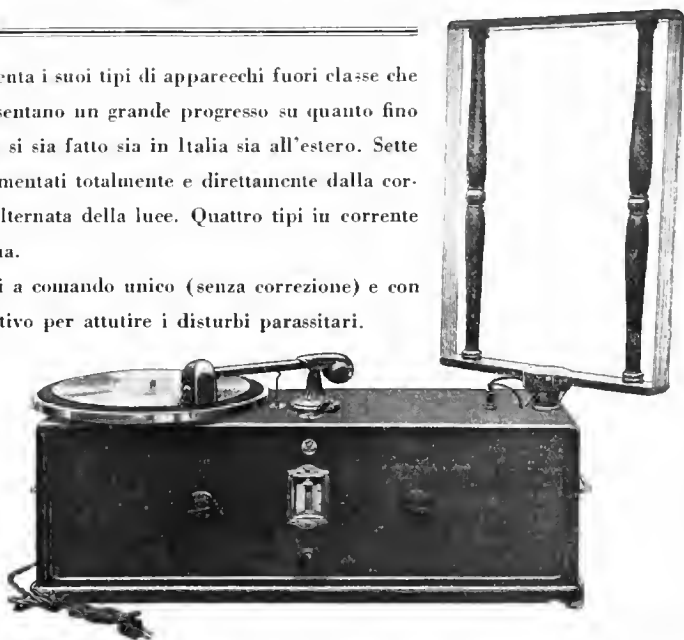 enta i suoi tipi di apparecchi fuori classe che
sentano un grande progresso su quanto fino
si sia fatto sia in Italia sia all'estero. Sette
mentati totalmente e direttamente dalla cor-
lternata della luce. Quattro tipi in corrente
ua.
i a comando unico (senza correzione) e con
tivo per attutire i disturbi parassitari.